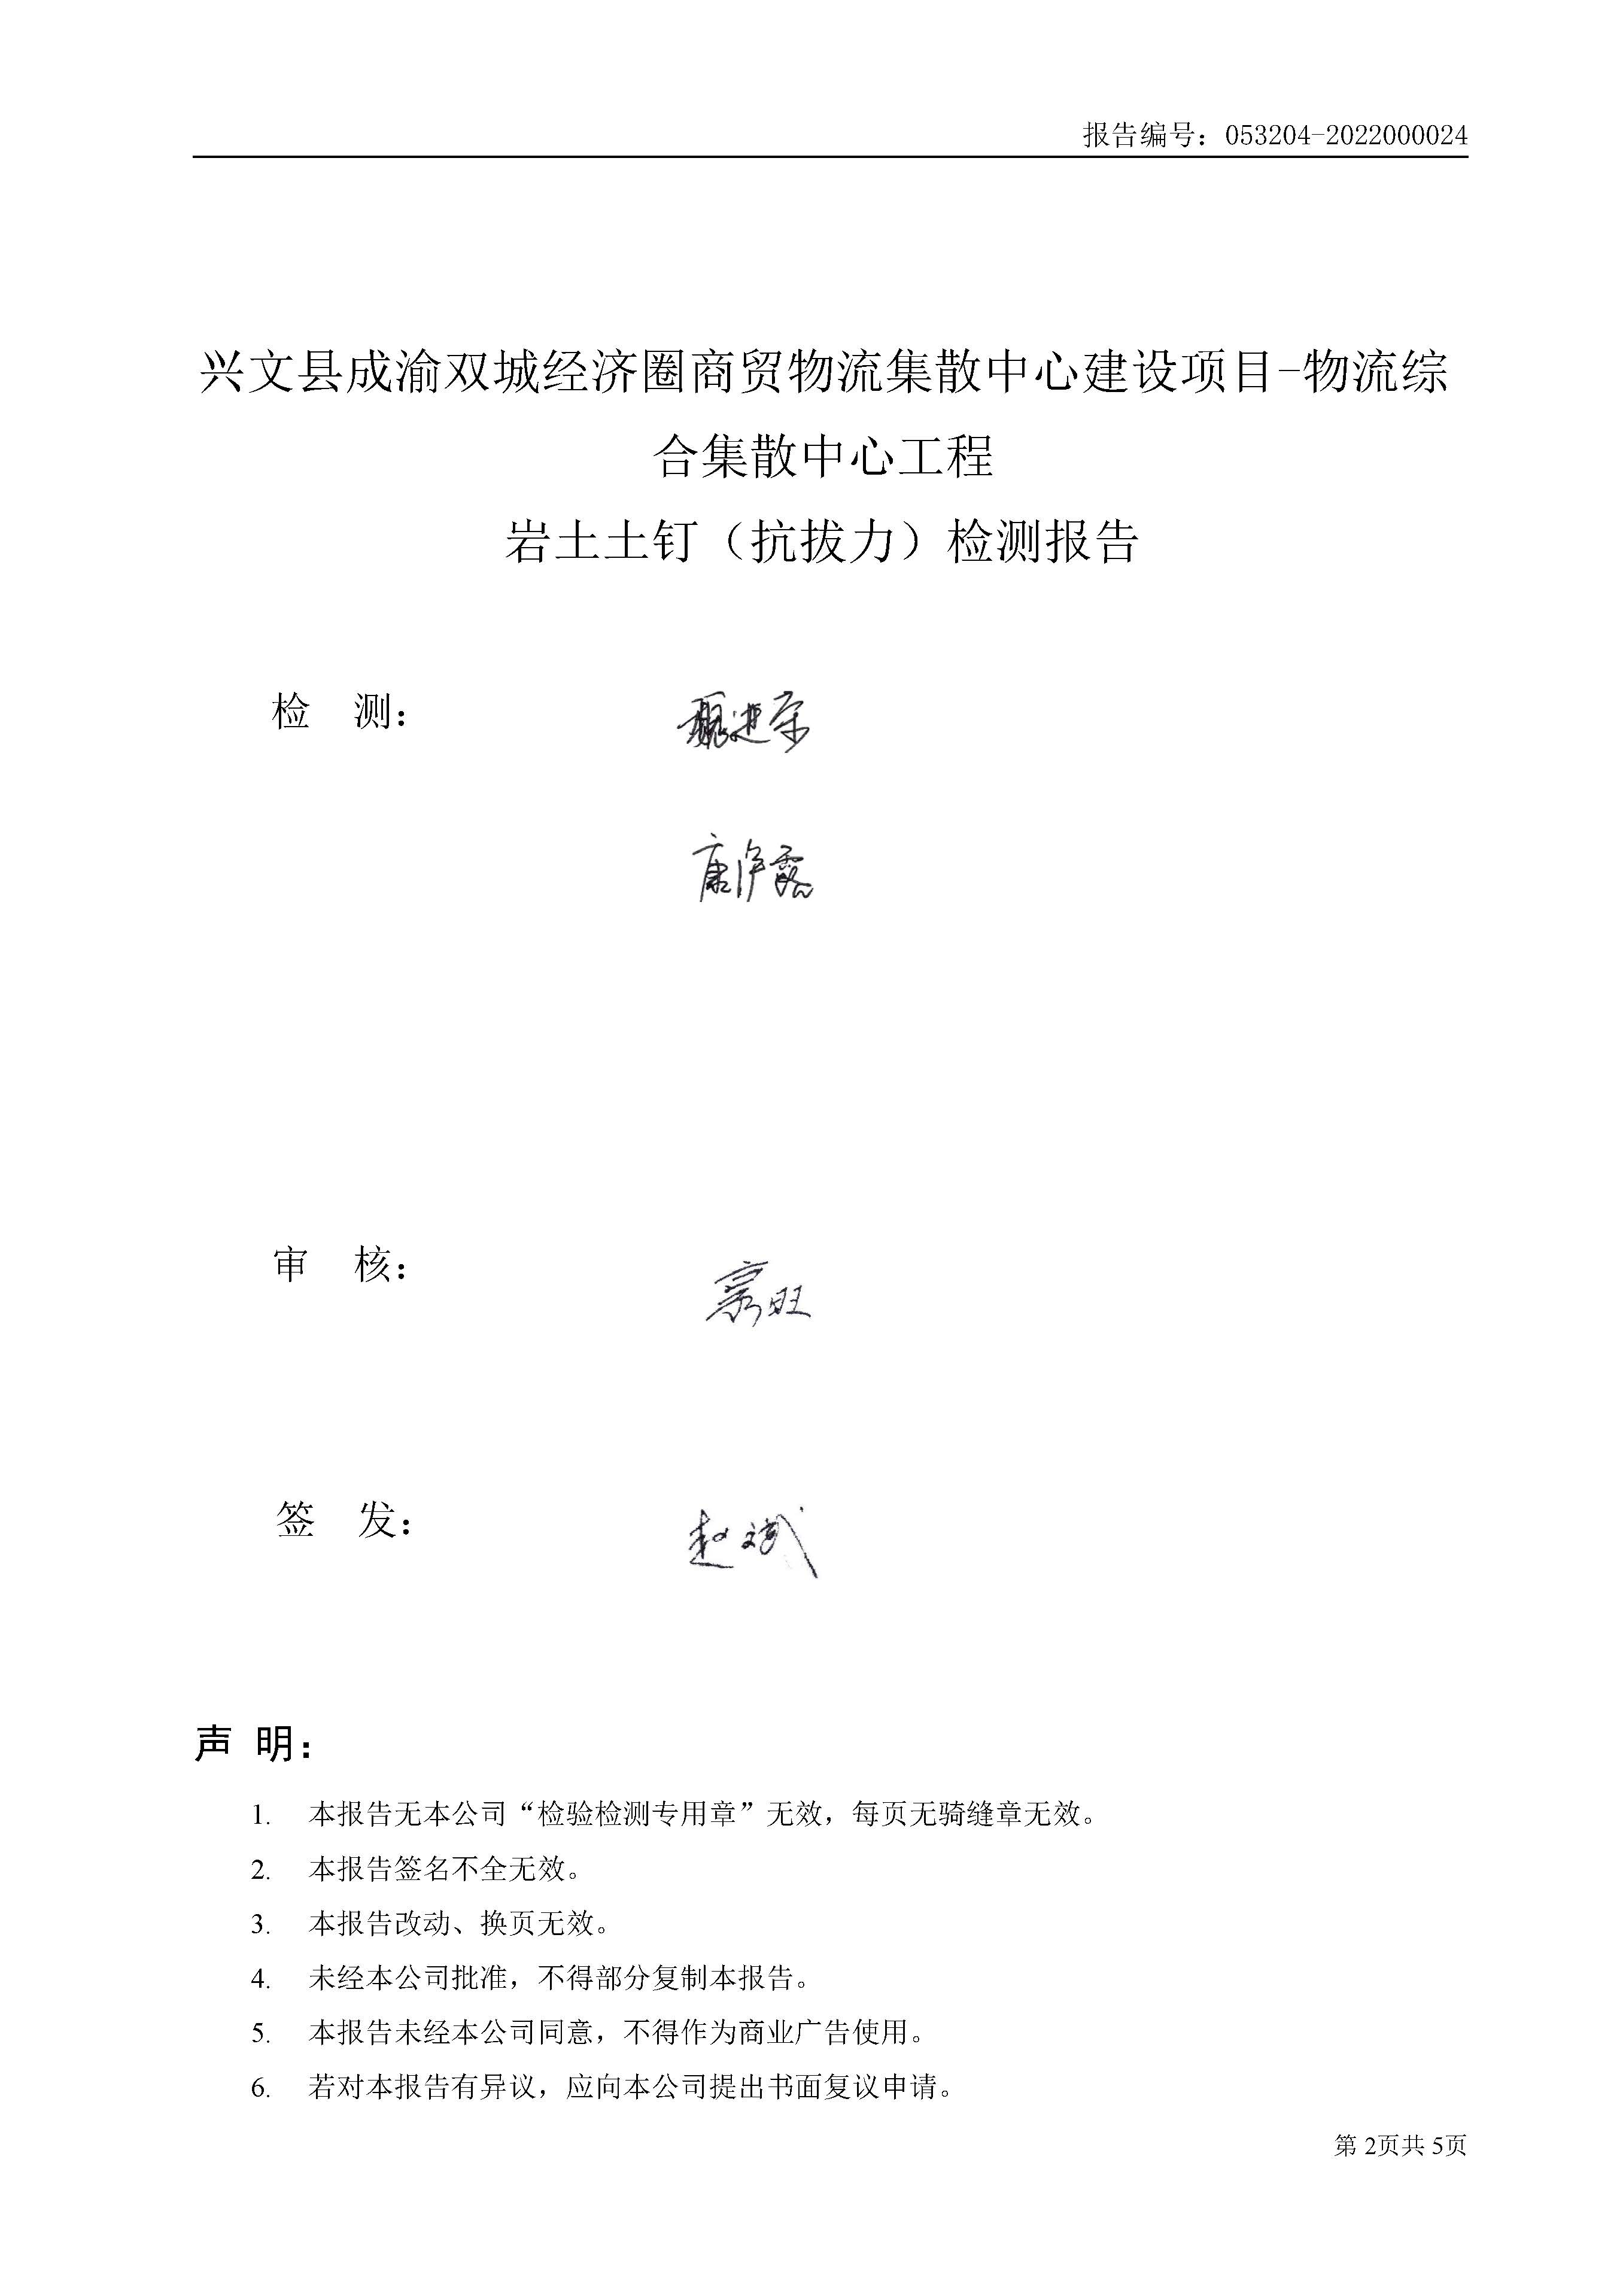 报告编号：053204-2022000024
兴文县成渝双城经济圈商贸物流集散中心建设项目-物流综
合集散中心工程
岩土土钉（抗拔力）检测报告
检 测：
审 核：
签 发：
赵斌
声 明：
1. 本报告无本公司“检验检测专用章”无效，每页无骑缝章无效。
2. 本报告签名不全无效。
3. 本报告改动、换页无效。
4. 未经本公司批准，不得部分复制本报告。
5. 本报告未经本公司同意，不得作为商业广告使用。
6. 若对本报告有异议，应向本公司提出书面复议申请。
第 2页共 5页